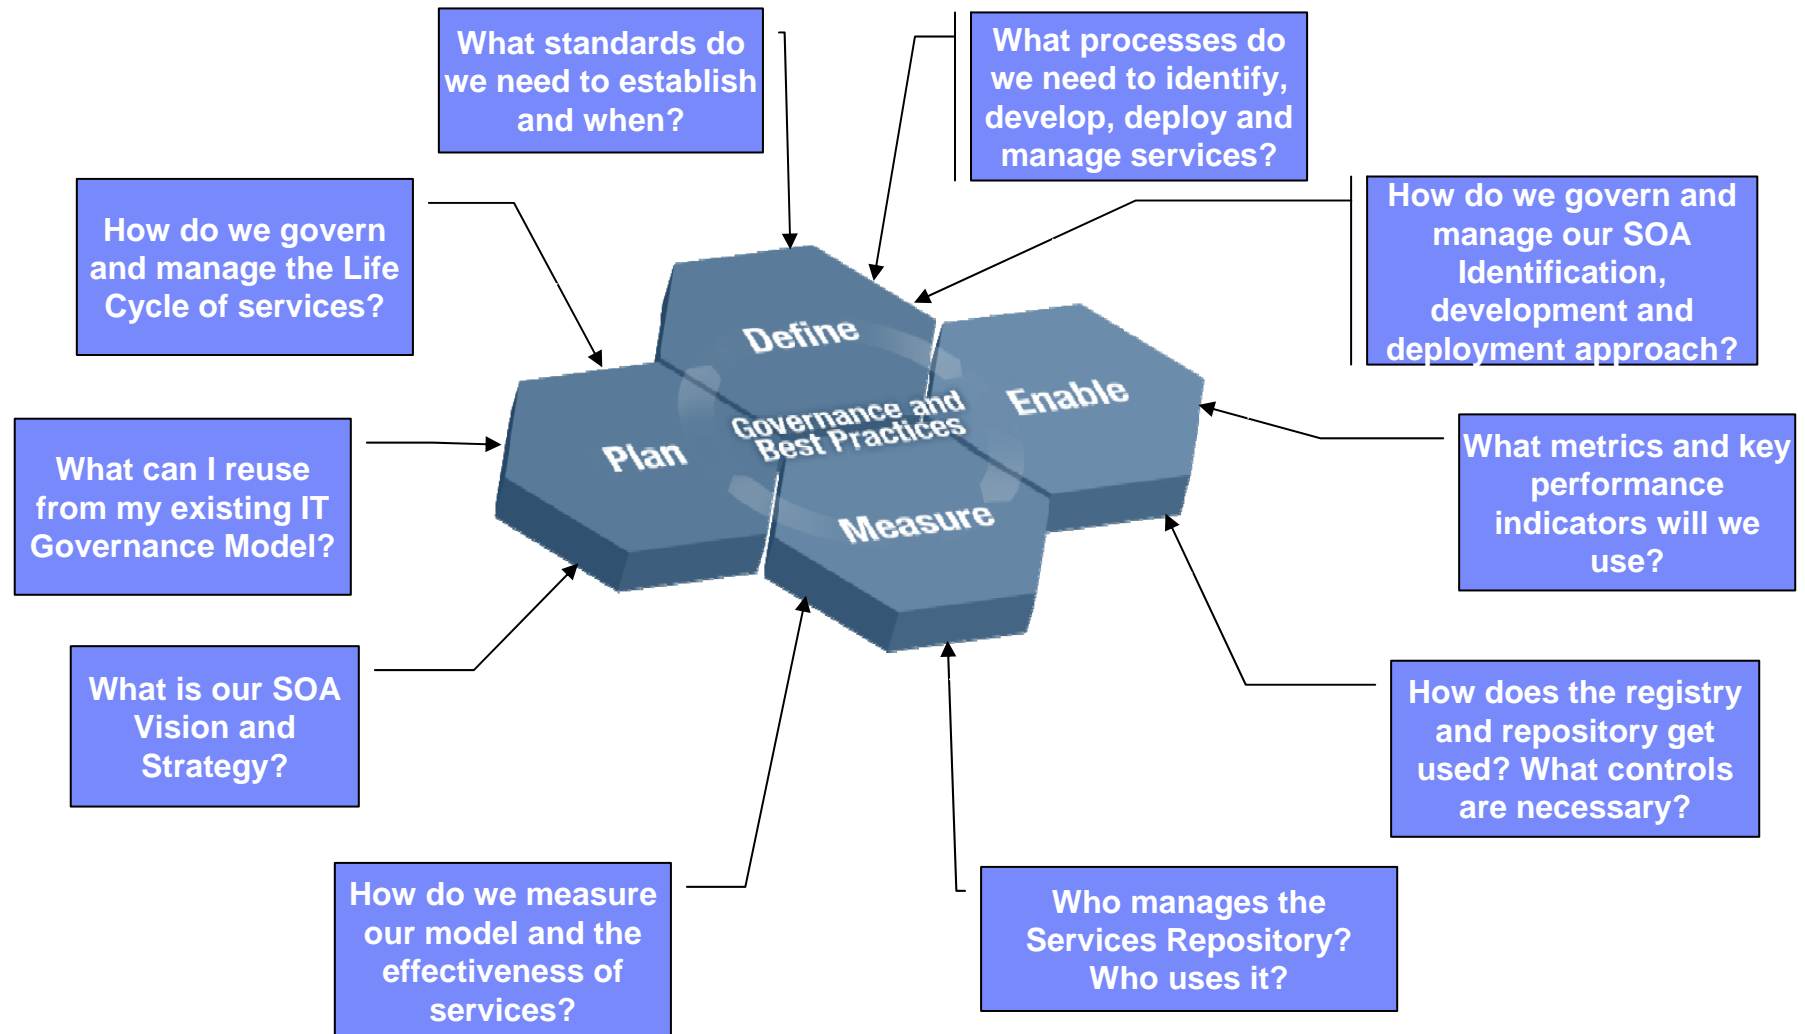 What standards do
we need to establish
and when?
What processes do
we need to identify,
develop, deploy and
manage services?
How do we govern
and manage the Life
Cycle of services?
How do we govern and
manage our SOA
Identification,
development and
deployment approach?
Define
Enable
Governance and
Best Practices
Plan
Measure
What can I reuse
from my existing IT
Governance Model?
What metrics and key
performance
indicators will we
use?
What is our SOA
Vision and
Strategy?
How does the registry
and repository get
used? What controls
are necessary?
How do we measure
our model and the
effectiveness of
services?
Who manages the
Services Repository?
Who uses it?